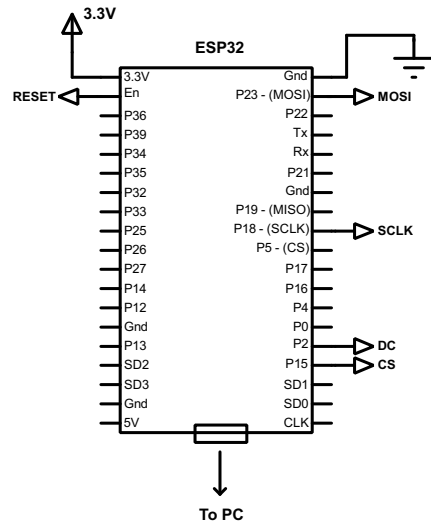 3.3V
ESP32
3.3V
Gnd
RESET
En
P23 - (MOSI)
MOSI
P36
P22
P39
Tx
P34
Rx
P35
P21
P32
Gnd
P33
P19 - (MISO)
P25
P18 - (SCLK)
SCLK
P26
P5 - (CS)
P27
P17
P14
P16
P12
P4
Gnd
P0
P13
P2
DC
SD2
P15
CS
SD3
SD1
Gnd
SD0
5V
CLK
To PC